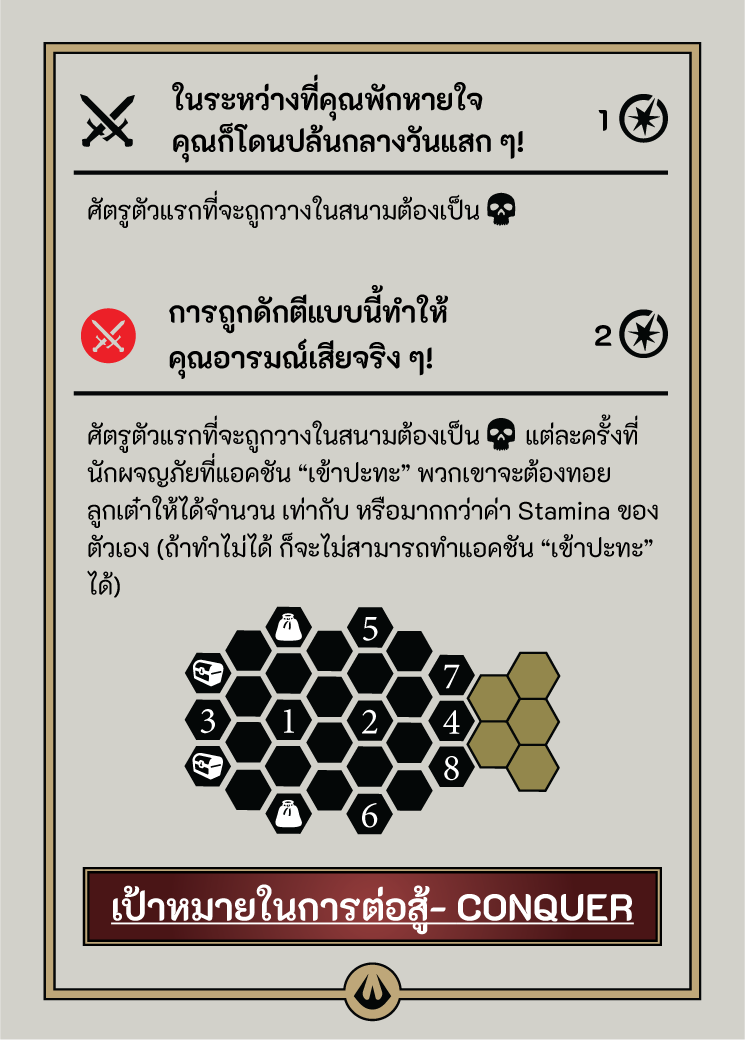 ในระหว่างที่คุณพักหายใจ
คุณก็โดนปล้นกลางวันแสก ๆ!
1
ศัตรูตัวแรกที่จะถูกวางในสนามต้องเป็น
การถูกดักตีแบบนี้ทำให้
คุณอารมณ์เสียจริง ๆ!
2
ศัตรูตัวแรกที่จะถูกวางในสนามต้องเป็น แต่ละครั้งที่
นักผจญภัยที่แอคชัน “เข้าปะทะ” พวกเขาจะต้องทอย
ลูกเต๋าให้ได้จำนวน เท่ากับ หรือมากกว่าค่า Stamina ของ
ตัวเอง (ถ้าทำไม่ได้ ก็จะไม่สามารถทำแอคชัน “เข้าปะทะ”
ได้)
5
7
3 1 2 4
8
6
เป้าหมายในการต่อสู้- CONQUER